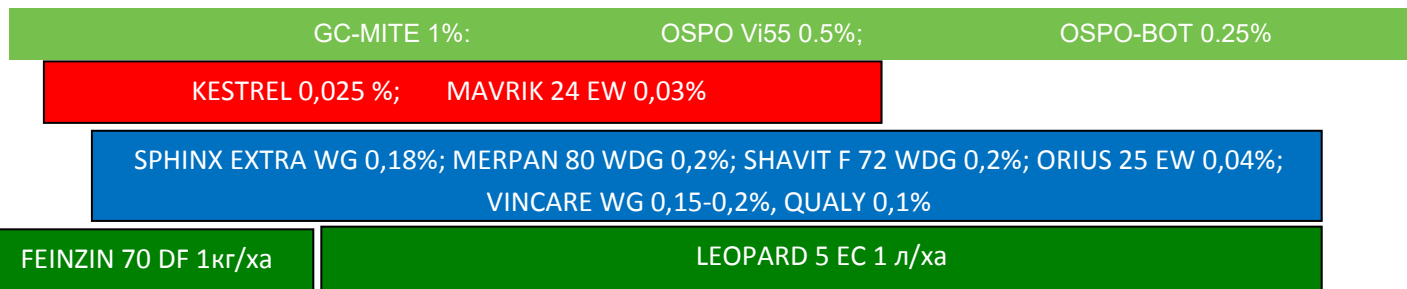 GC-MITE 1%: OSPO Vi55 0.5%; OSPO-BOT 0.25%
KESTREL 0,025 %; MAVRIK 24 EW 0,03%
SPHINX EXTRA WG 0,18%; MERPAN 80 WDG 0,2%; SHAVIT F 72 WDG 0,2%; ORIUS 25 EW 0,04%;
VINCARE WG 0,15-0,2%, QUALY 0,1%
FEINZIN 70 DF 1кг/ха
LEOPARD 5 EC 1 л/ха